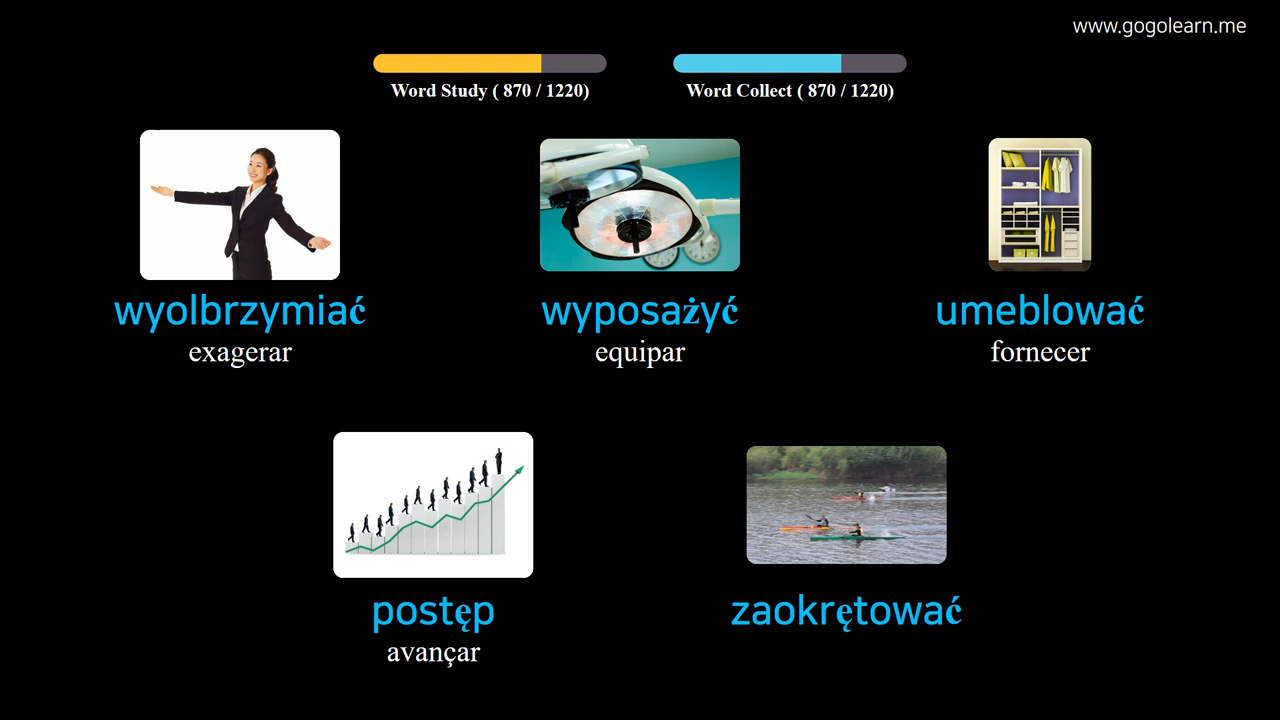 www.gogolearn.me
Word Study ( 870 / 1220)
Word Collect ( 870 / 1220)
wyolbrzymiać
exagerar
wyposażyć
equipar
umeblować
fornecer
postęp
avançar
zaokrętować